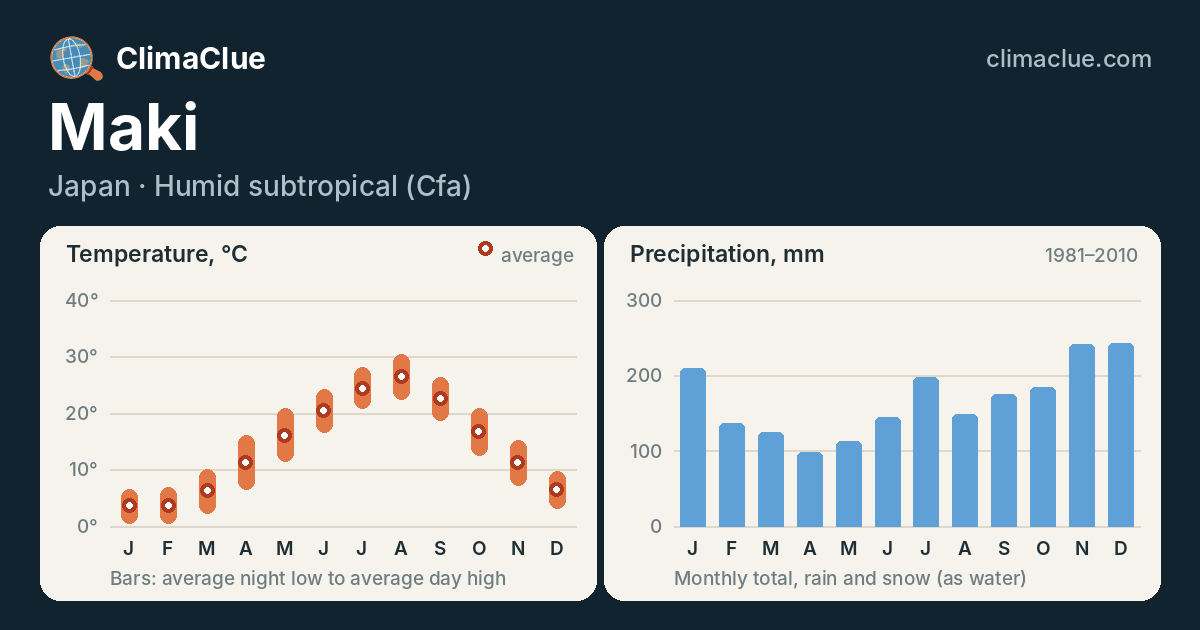 ClimaClue
climaclue.com
Maki
Japan · Humid subtropical (Cfa)
Temperature, °C
average
40°
30°
20°
10°
0°
J F M A M J J A S O N D
Bars: average night low to average day high
Precipitation, mm
1981–2010
300
200
100
0
J F M A M J J A S O N D
Monthly total, rain and snow (as water)